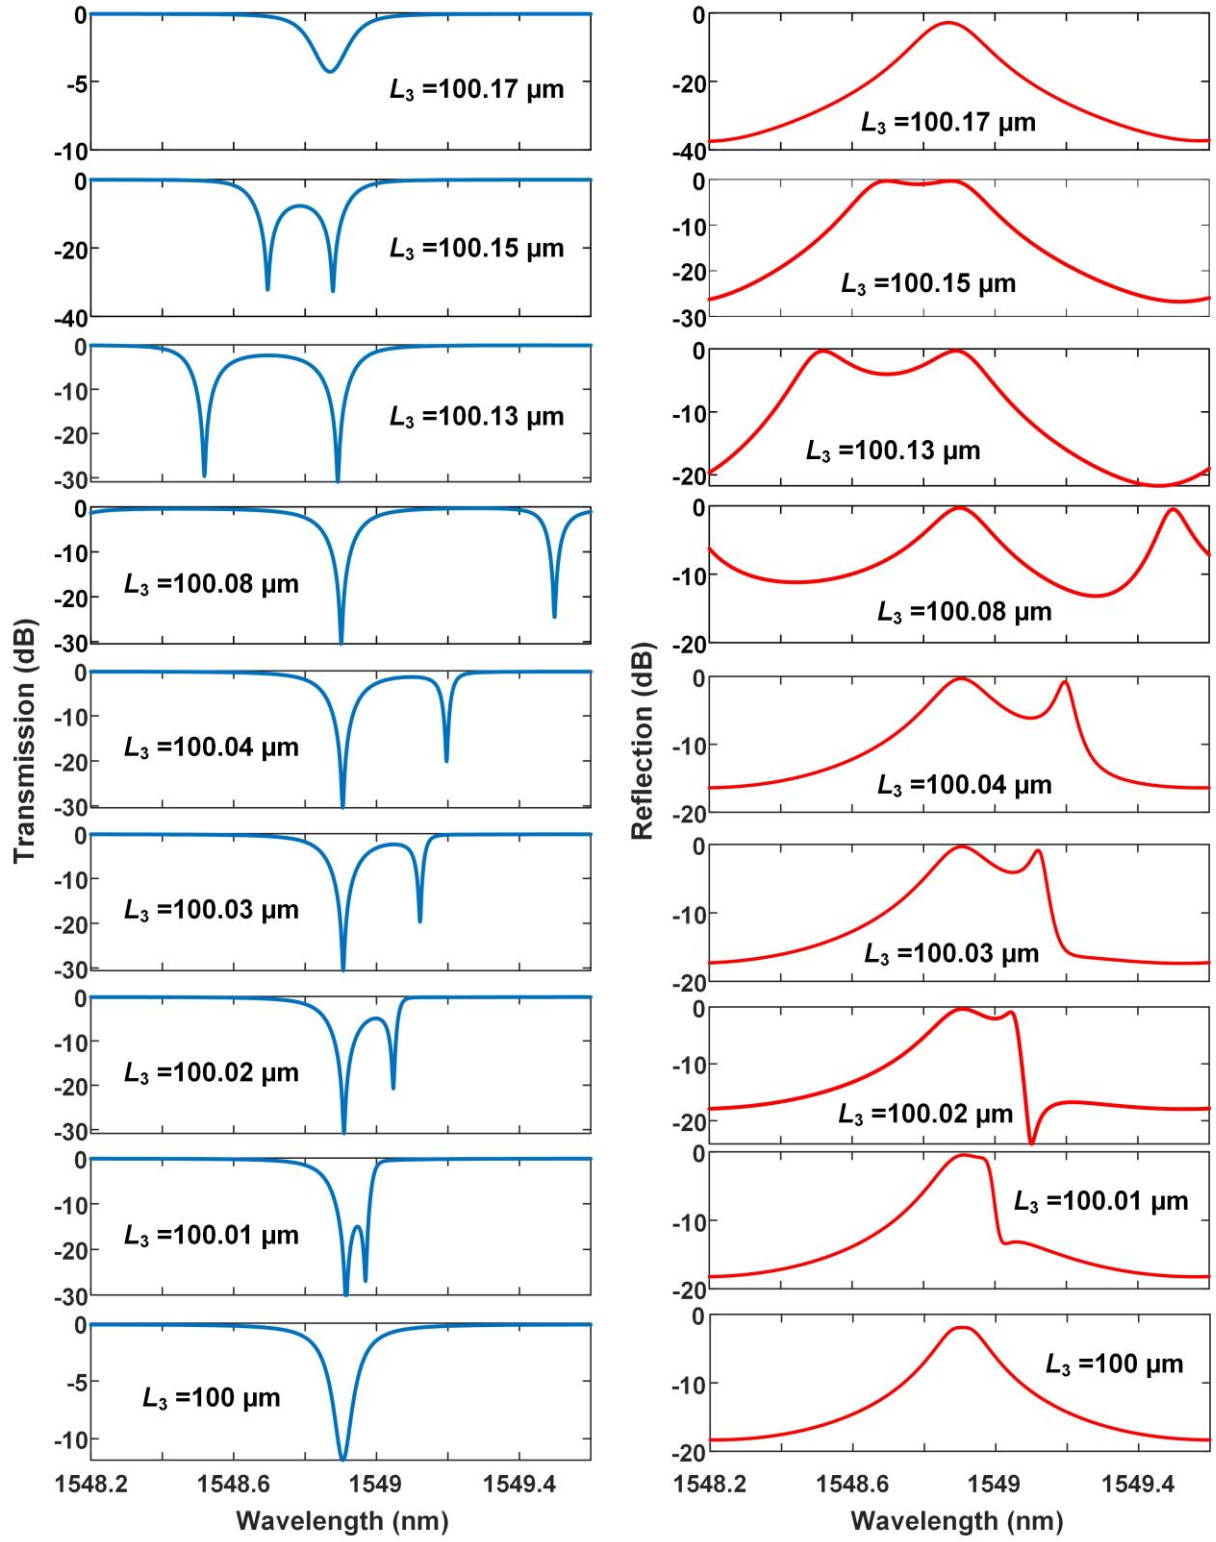 0
-5
-10
L3 =100.17 µm
0
-20
-40
L3 =100.17 µm
0
-20
-40
L3 =100.15 µm
0
-10
-20
-30
L3 =100.15 µm
0
-10
-20
-30
L3 =100.13 µm
0
-10
-20
L3 =100.13 µm
0
-10
-20
-30
L3 =100.08 µm
0
-10
-20
L3 =100.08 µm
0
-10
-20
-30
L3 =100.04 µm
0
-10
-20
L3 =100.04 µm
0
-10
-20
-30
L3 =100.03 µm
0
-10
-20
L3 =100.03 µm
0
-10
-20
-30
L3 =100.02 µm
0
-10
-20
L3 =100.02 µm
0
-10
-20
-30
L3 =100.01 µm
0
-10
-20
L3 =100.01 µm
0
-5
-10
L3 =100 µm
0
-10
-20
L3 =100 µm
Transmission (dB)
Reflection (dB)
1548.2 1548.6 1549 1549.4
1548.2 1548.6 1549 1549.4
Wavelength (nm)
Wavelength (nm)